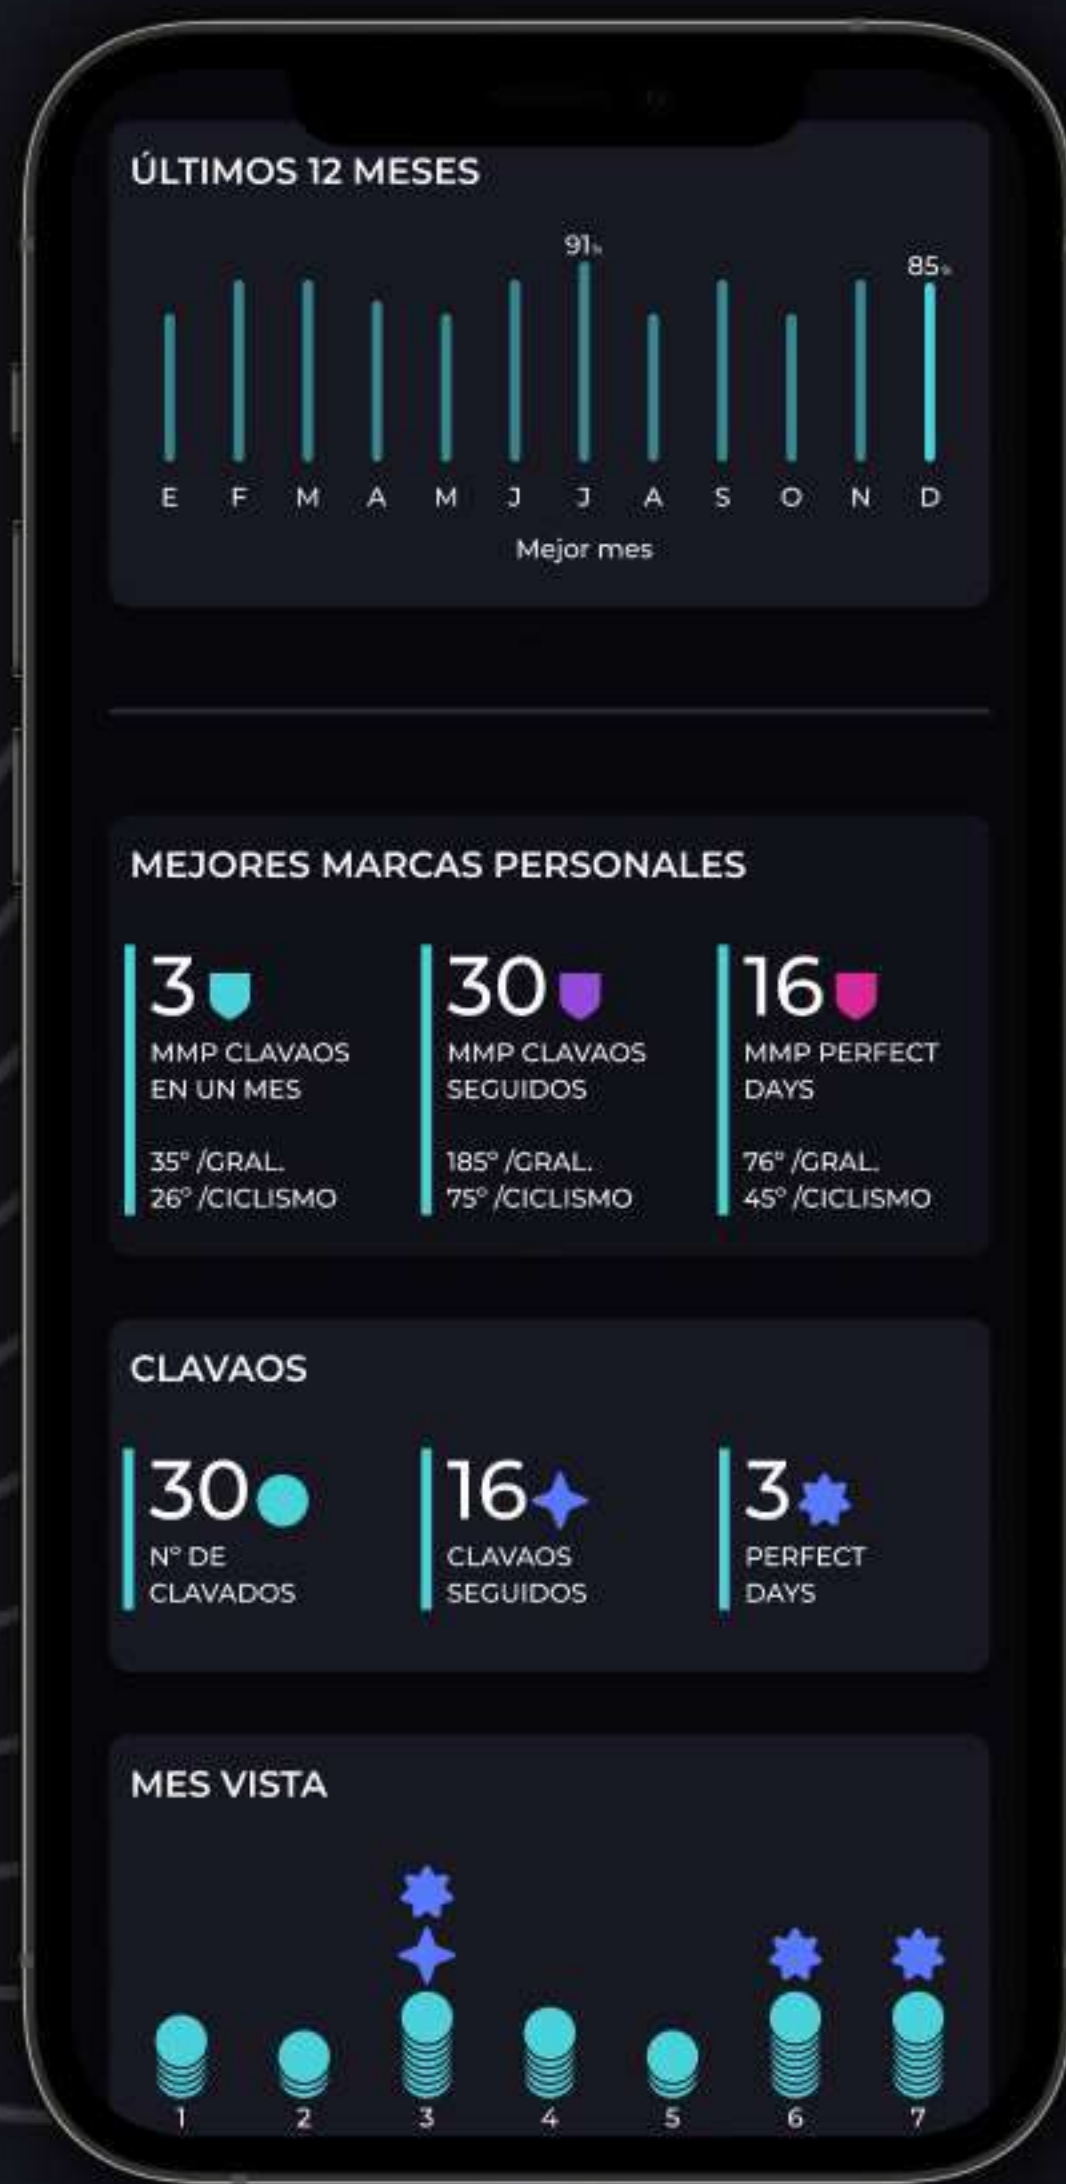 ÚLTIMOS 12 MESES
91%
85%
E F M A M J J A S O N D
Mejor mes
MEJORES MARCAS PERSONALES
3
MMP CLAVAOS
EN UN MES
35º /GRAL.
26º /CICLISMO
30
MMP CLAVAOS
SEGUIDOS
185º /GRAL.
75º /CICLISMO
16
MMP PERFECT
DAYS
76º /GRAL.
45º /CICLISMO
CLAVAOS
30
Nº DE
CLAVADOS
16
CLAVAOS
SEGUIDOS
3
PERFECT
DAYS
MES VISTA
1 2 3 4 5 6 7